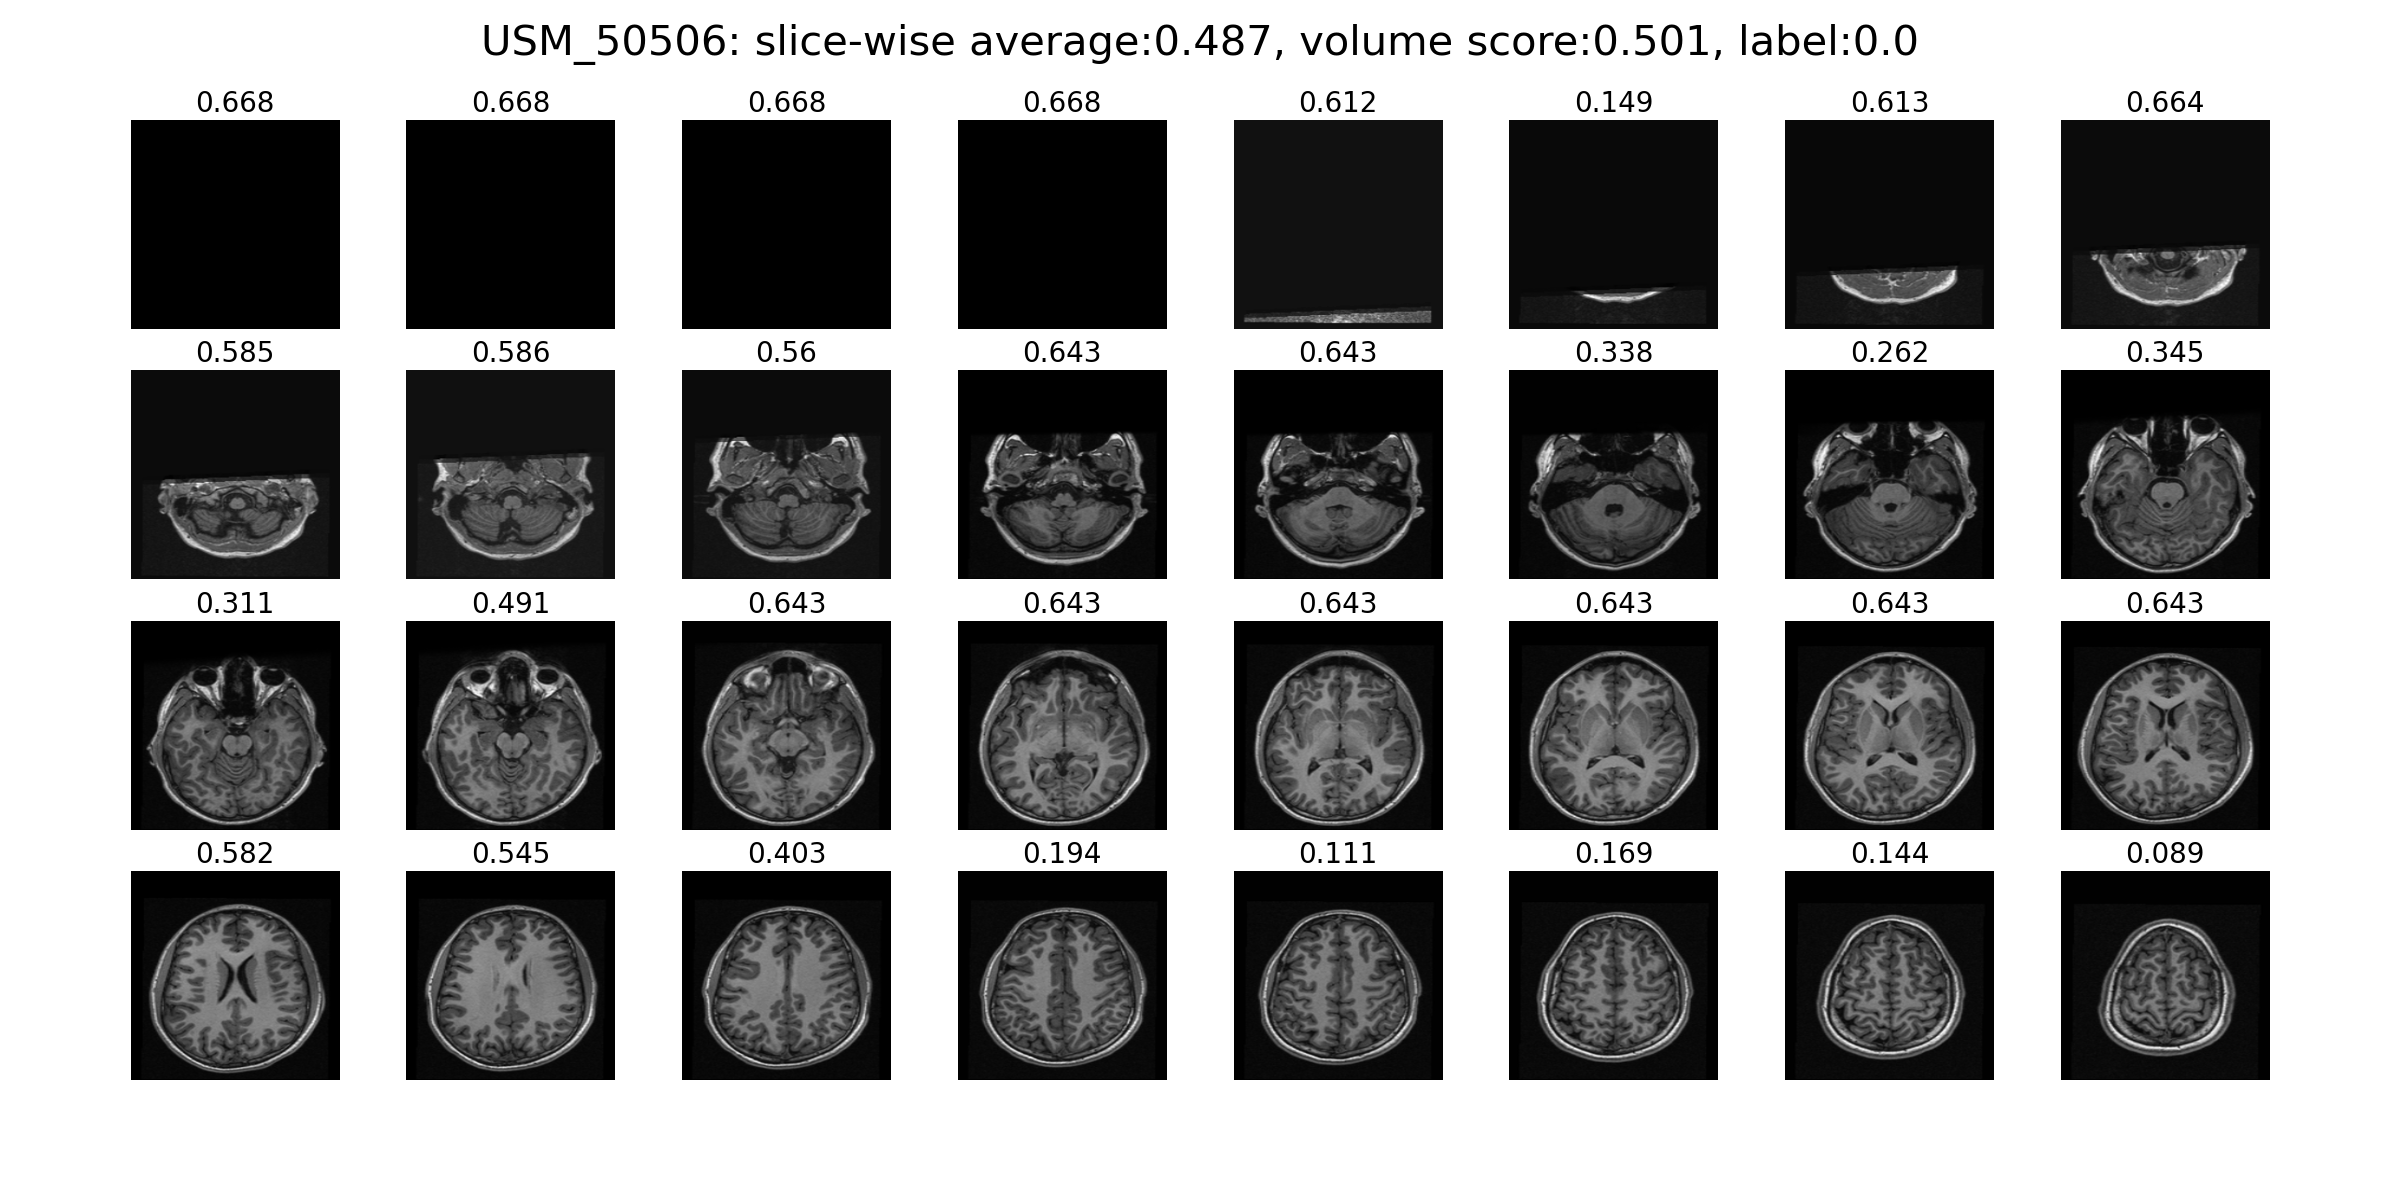 USM_50506: slice-wise average:0.487, volume score:0.501, label:0.0
0.668 0.668 0.668 0.668 0.612 0.149 0.613 0.664
0.585 0.586 0.56 0.643 0.643 0.338 0.262 0.345
0.311 0.491 0.643 0.643 0.643 0.643 0.643 0.643
0.582 0.545 0.403 0.194 0.111 0.169 0.144 0.089